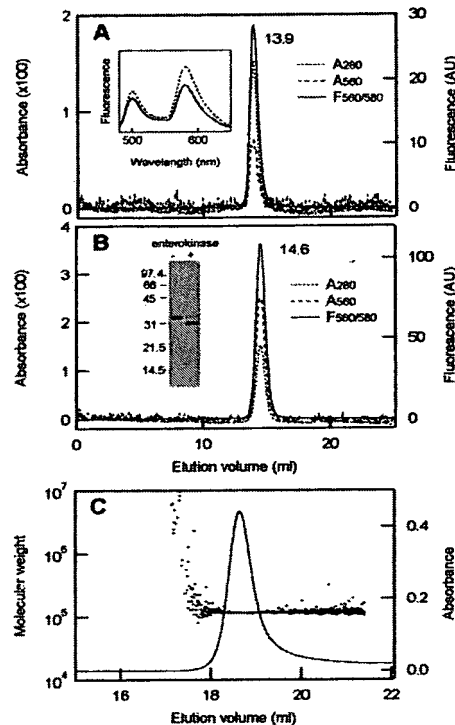 A
13.9
A280
A560
F560/580
Absorbance (x100)
Fluorescence (AU)
2
1
0
30
20
10
0
Fluorescence
500
600
Wavelength (nm)
B
14.6
enterokinase
- +
97.4
66
45
31
21.5
14.5
A280
A560
F560/580
Absorbance (x100)
Fluorescence (AU)
4
3
2
1
0
100
50
0
0
10
20
Elution volume (ml)
C
Molecular weight
Absorbance
10^7
10^6
10^5
10^4
0.4
0.2
0.0
16
18
20
22
Elution volume (ml)